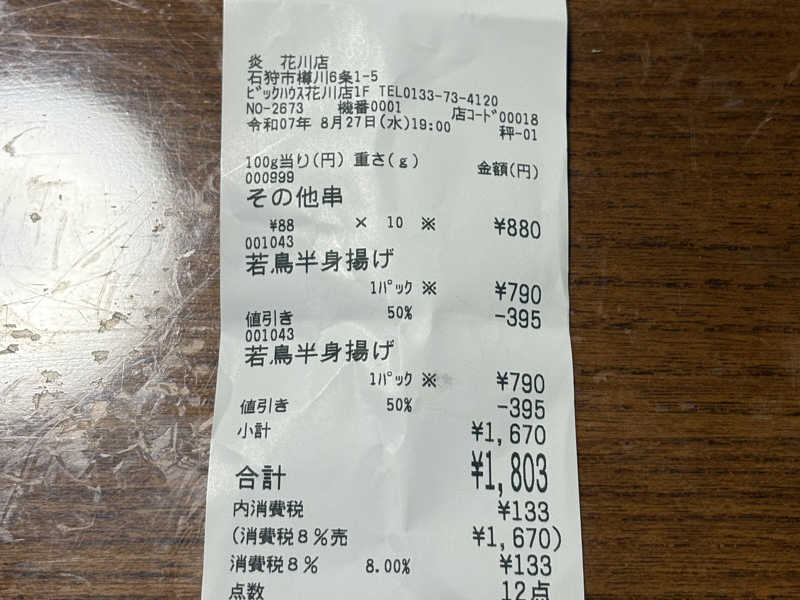 炎 花川店
石狩市樽川6条1-5
ﾋﾞｯｸﾊｳｽ花川店1F TEL0133-73-4120
NO-2673 機番0001 店ｺｰﾄﾞ00018
令和07年 8月27日(水)19:00 秤-01
100g当り(円) 重さ(g) 金額(円)
000999
その他串
¥88 × 10 ※ ¥880
001043
若鳥半身揚げ
1ﾊﾟｯｸ ※ ¥790
値引き 50% -395
001043
若鳥半身揚げ
1ﾊﾟｯｸ ※ ¥790
値引き 50% -395
小計 ¥1,670
合計 ¥1,803
内消費税 ¥133
(消費税8%売 ¥1,670)
消費税8% 8.00% ¥133
点数 12点